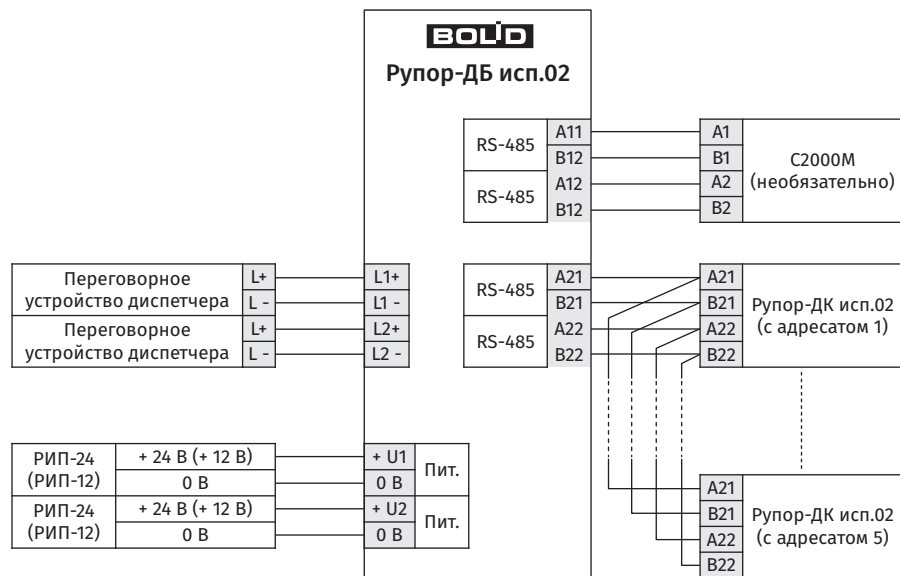 BOLID
Рупор-ДБ исп.02
RS-485
A11
B12
RS-485
A12
B12
A1
B1
A2
B2
С2000М
(необязательно)
Переговорное
устройство диспетчера
L+
L -
Переговорное
устройство диспетчера
L+
L -
L1+
L1 -
L2+
L2 -
RS-485
A21
B21
RS-485
A22
B22
A21
B21
A22
B22
Рупор-ДК исп.02
(с адресатом 1)
РИП-24
(РИП-12)
+ 24 В (+ 12 В)
0 В
РИП-24
(РИП-12)
+ 24 В (+ 12 В)
0 В
+ U1
0 В
Пит.
+ U2
0 В
Пит.
A21
B21
A22
B22
Рупор-ДК исп.02
(с адресатом 5)